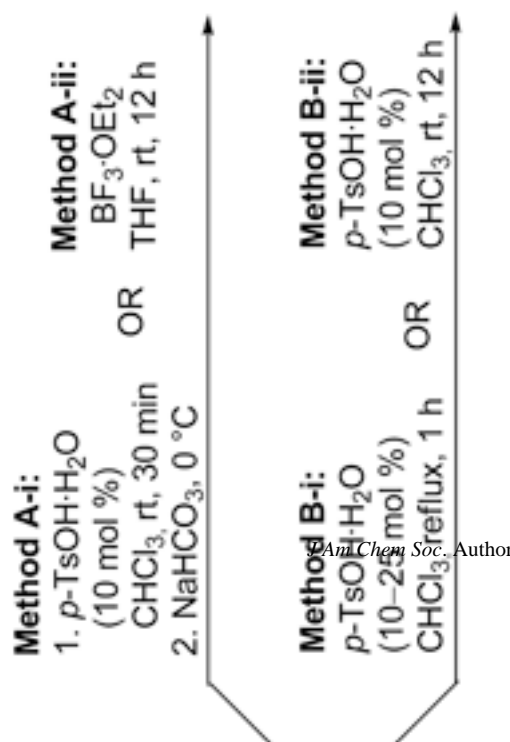 Method A-i:
1. p-TsOH·H₂O
(10 mol %)
CHCl₃, rt, 30 min
2. NaHCO₃, 0 °C
OR
Method A-ii:
BF₃·OEt₂
THF, rt, 12 h
Method B-i:
p-TsOH·H₂O
(10–25 mol %)
CHCl₃, reflux, 1 h
OR
Method B-ii:
p-TsOH·H₂O
(10 mol %)
CHCl₃, rt, 12 h
J Am Chem Soc. Author